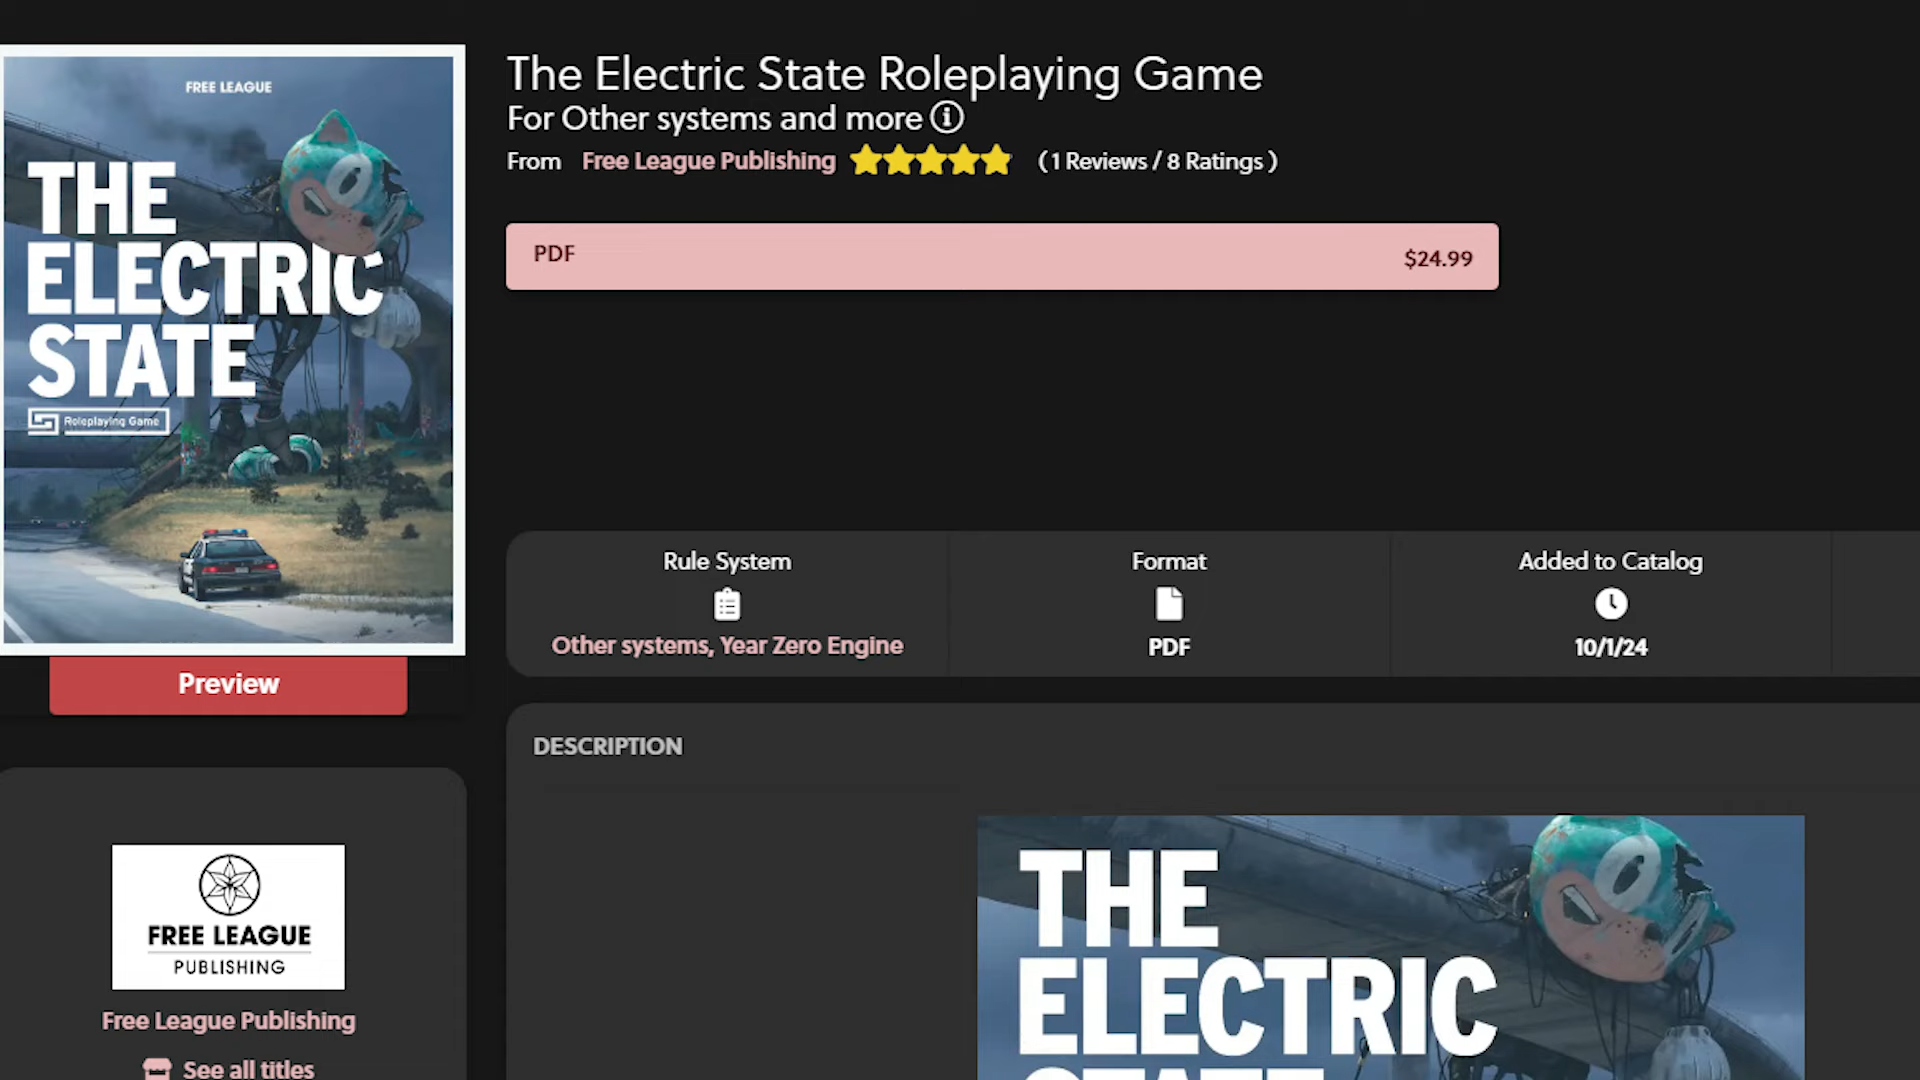 FREE LEAGUE
THE
ELECTRIC
STATE
Roleplaying Game
Preview
FREE LEAGUE
PUBLISHING
Free League Publishing
See all titles
The Electric State Roleplaying Game
For Other systems and more
From Free League Publishing (1 Reviews / 8 Ratings)
PDF $24.99
Rule System
Other systems, Year Zero Engine
Format
PDF
Added to Catalog
10/1/24
DESCRIPTION
THE
ELECTRIC
STATE